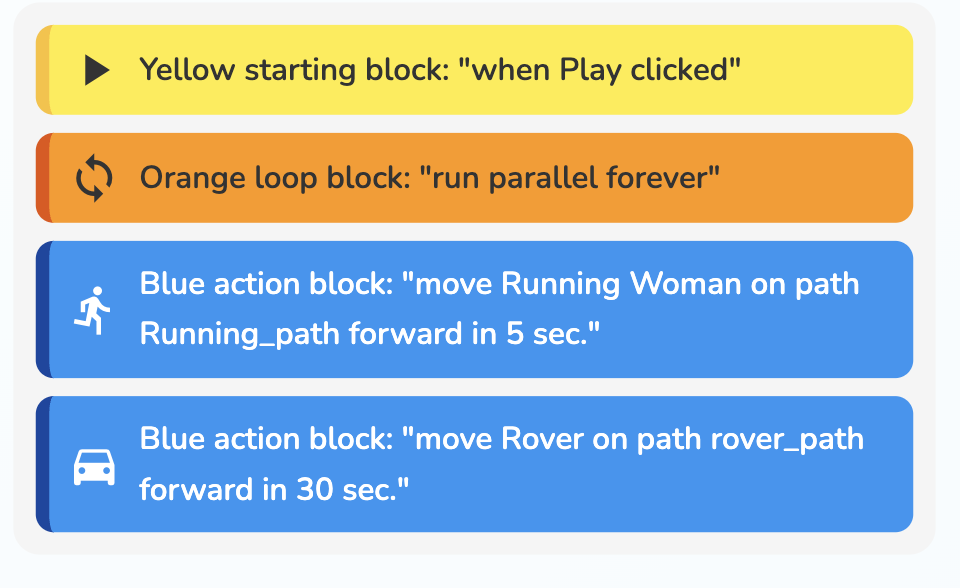 Yellow starting block: "when Play clicked"
Orange loop block: "run parallel forever"
Blue action block: "move Running Woman on path
Running_path forward in 5 sec."
Blue action block: "move Rover on path rover_path
forward in 30 sec."